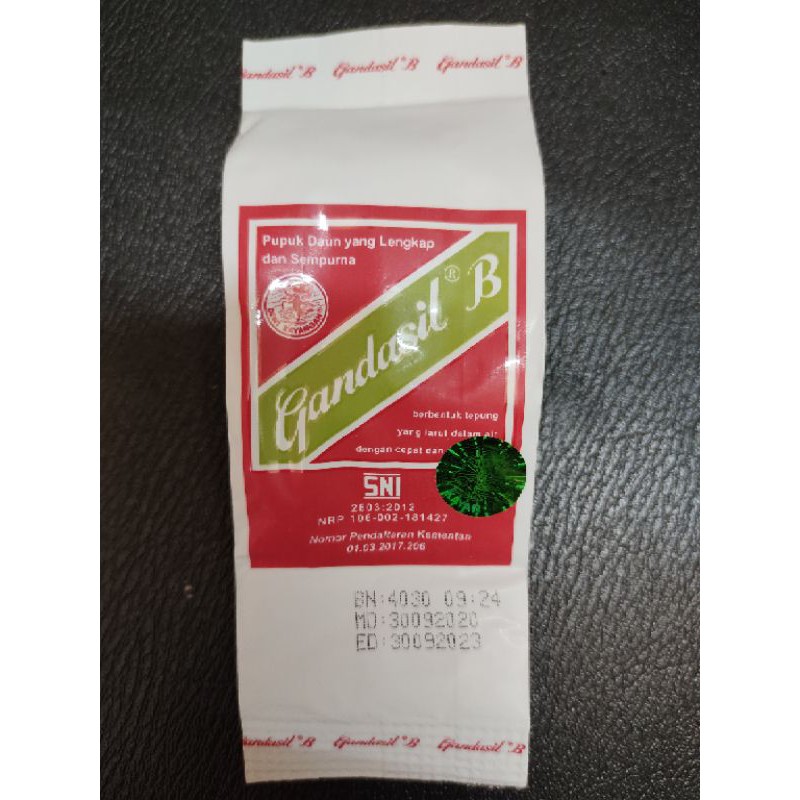 Gandasil® B Gandasil® B Gandasil® B
Pupuk Daun yang Lengkap
dan Sempurna
Gandasil® B
berbentuk tepung
yang larut dalam air
dengan cepat dan
SNI
2803:2012
NRP 106-002-181427
Nomor Pendaftaran Kementan
01.03.2017.206
BN:4030 09:24
MD:30092020
ED:30092023
Gandasil® B Gandasil® B Gandasil® B